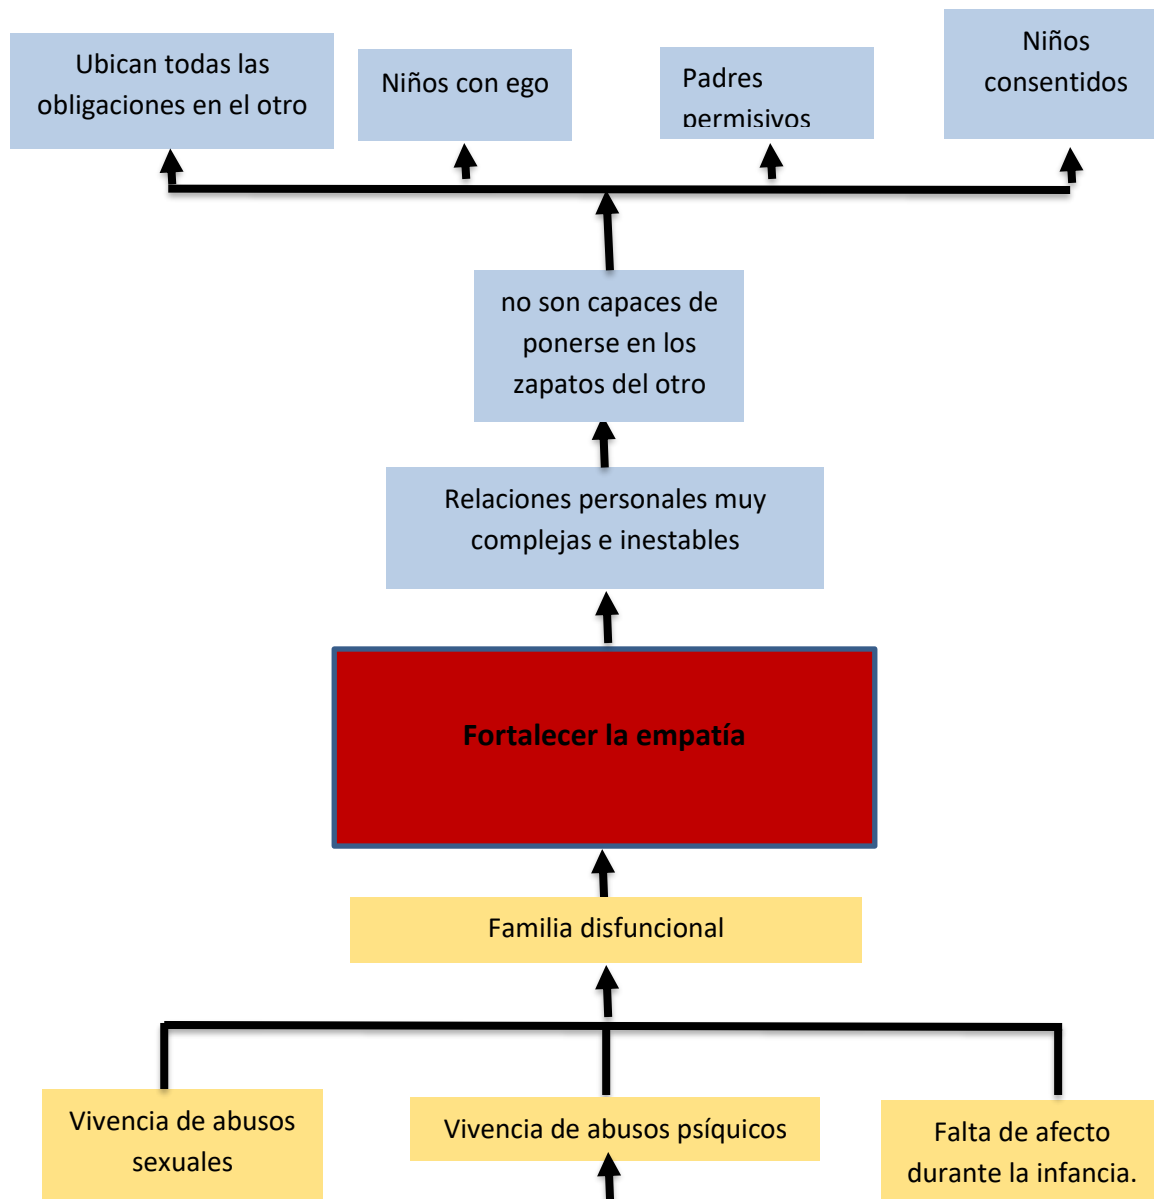 Ubican todas las
obligaciones en el otro
Niños con ego
Padres
permisivos
Niños
consentidos
no son capaces de
ponerse en los
zapatos del otro
Relaciones personales muy
complejas e inestables
Fortalecer la empatía
Familia disfuncional
Vivencia de abusos
sexuales
Vivencia de abusos psíquicos
Falta de afecto
durante la infancia.